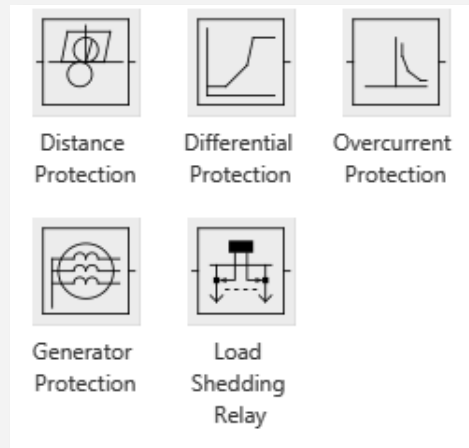 Distance Differential Overcurrent
Protection Protection Protection
Generator Load
Protection Shedding
Relay